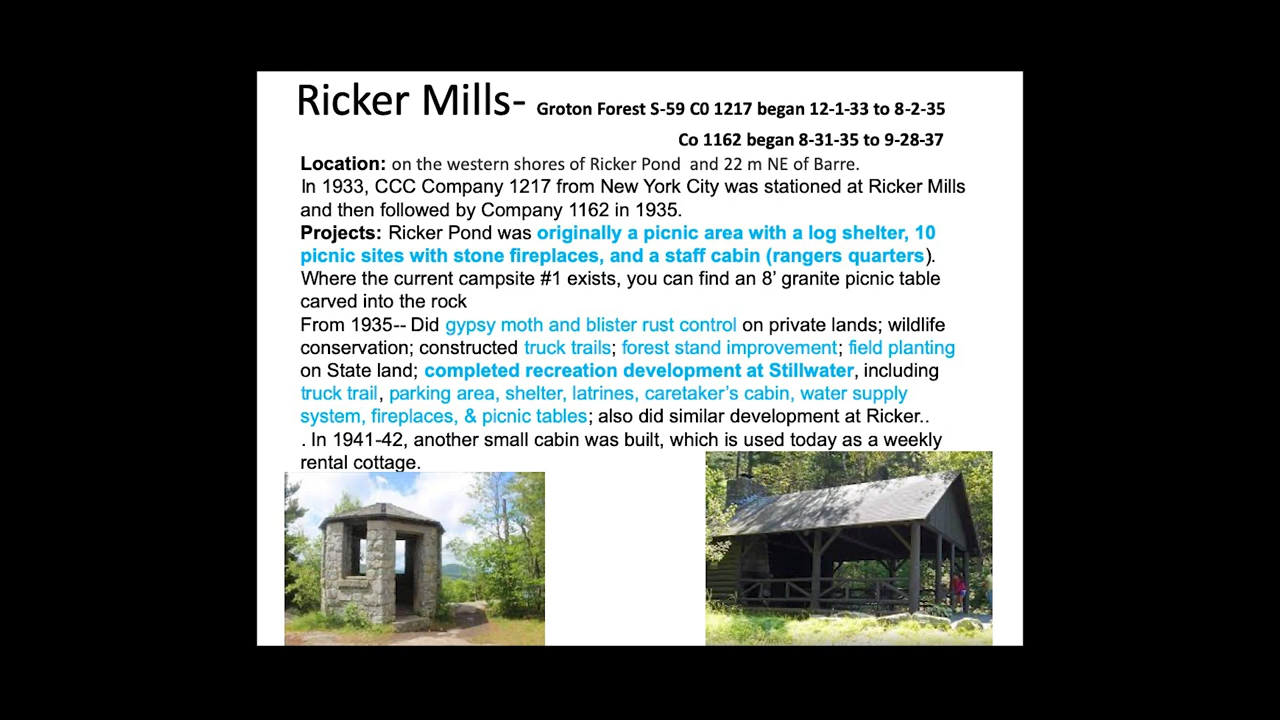 Ricker Mills- Groton Forest S-59 C0 1217 began 12-1-33 to 8-2-35
Co 1162 began 8-31-35 to 9-28-37
Location: on the western shores of Ricker Pond and 22 m NE of Barre.
In 1933, CCC Company 1217 from New York City was stationed at Ricker Mills
and then followed by Company 1162 in 1935.
Projects: Ricker Pond was originally a picnic area with a log shelter, 10
picnic sites with stone fireplaces, and a staff cabin (rangers quarters).
Where the current campsite #1 exists, you can find an 8’ granite picnic table
carved into the rock
From 1935-- Did gypsy moth and blister rust control on private lands; wildlife
conservation; constructed truck trails; forest stand improvement; field planting
on State land; completed recreation development at Stillwater, including
truck trail, parking area, shelter, latrines, caretaker’s cabin, water supply
system, fireplaces, & picnic tables; also did similar development at Ricker..
. In 1941-42, another small cabin was built, which is used today as a weekly
rental cottage.